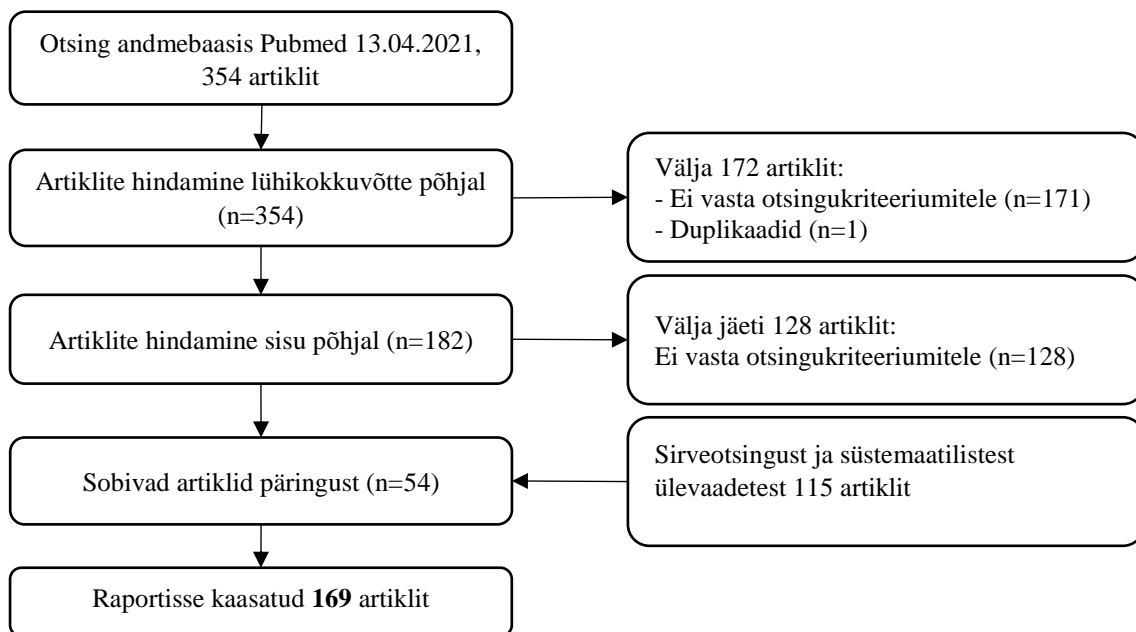 Otsing andmebaasis Pubmed 13.04.2021,
354 artiklit
Artiklite hindamine lühikokkuvõtte põhjal
(n=354)
Välja 172 artiklit:
- Ei vasta otsingukriteeriumitele (n=171)
- Duplikaadid (n=1)
Artiklite hindamine sisu põhjal (n=182)
Välja jäeti 128 artiklit:
Ei vasta otsingukriteeriumitele (n=128)
Sobivad artiklid päringust (n=54)
Sirveotsingust ja süstemaatilistest
ülevaadetest 115 artiklit
Raportisse kaasatud 169 artiklit